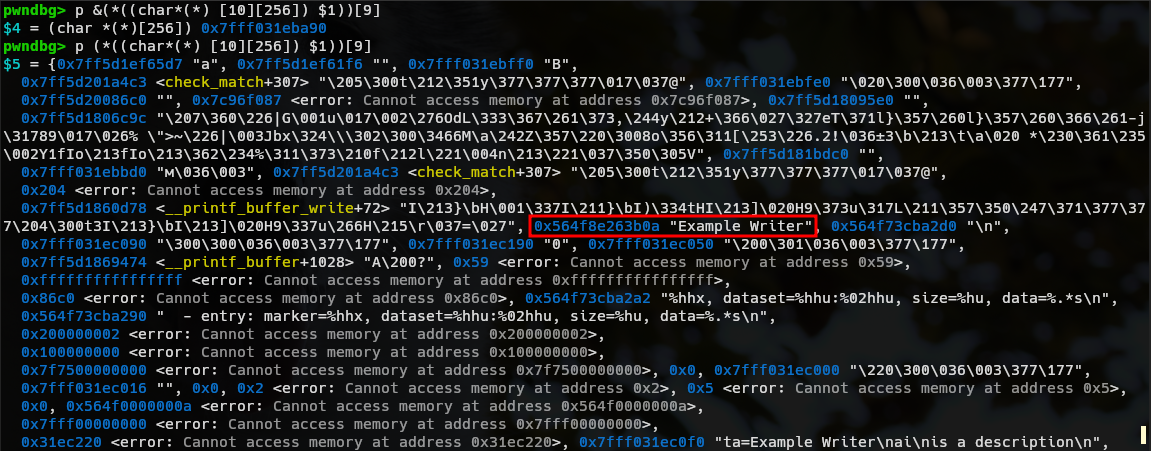 pwndbg> p &(*((char*(*) [10][256]) $1))[9]
$4 = (char *(*)[256]) 0x7fff031eba90
pwndbg> p (*((char*(*) [10][256]) $1))[9]
$5 = {0x7ff5d1ef65d7 "a", 0x7ff5d1ef61f6 "", 0x7fff031ebff0 "B",
0x7ff5d201a4c3 <check_match+307> "\205\300t\212\351y\377\377\377\017\037@", 0x7fff031ebfe0 "\020\300\036\003\377\177",
0x7ff5d20086c0 "", 0x7c96f087 <error: Cannot access memory at address 0x7c96f087>, 0x7ff5d18095e0 "",
0x7ff5d1806c9c "\207\360\226|G\001u\017\002\276OdL\333\367\261\373,\244y\212+\366\027\327eT\371l}\357\260l}\357\260\366\261-j
\31789\017\026% \">~\226|\003Jbx\324\\\302\300\3466M\a\242Z\357\220\3008o\356\311[\253\226.2!\036±3\b\213\t\a\020 *\230\361\235
\002Y1fIo\213fIo\213\362\234%\311\373\210f\212l\221\004n\213\221\037\350\305V", 0x7ff5d181bdc0 "",
0x7fff031ebbd0 "м\036\003", 0x7ff5d201a4c3 <check_match+307> "\205\300t\212\351y\377\377\377\017\037@",
0x204 <error: Cannot access memory at address 0x204>,
0x7ff5d1860d78 <__printf_buffer_write+72> "I\213}\bH\001\337I\211}\bI)\334tHI\213]\020H9\373u\317L\211\357\350\247\371\377\37
7\204\300t3I\213}\bI\213]\020H9\337u\266H\215\r\037=\027", 0x564f8e263b0a "Example Writer", 0x564f73cba2d0 "\n",
0x7fff031ec090 "\300\300\036\003\377\177", 0x7fff031ec190 "0", 0x7fff031ec050 "\200\301\036\003\377\177",
0x7ff5d1869474 <__printf_buffer+1028> "A\200?", 0x59 <error: Cannot access memory at address 0x59>,
0xffffffffffffffff <error: Cannot access memory at address 0xffffffffffffffff>,
0x86c0 <error: Cannot access memory at address 0x86c0>, 0x564f73cba2a2 "%hhx, dataset=%hhu:%02hhu, size=%hu, data=%.*s\n",
0x564f73cba290 "  - entry: marker=%hhx, dataset=%hhu:%02hhu, size=%hu, data=%.*s\n",
0x200000002 <error: Cannot access memory at address 0x200000002>,
0x100000000 <error: Cannot access memory at address 0x100000000>,
0x7f7500000000 <error: Cannot access memory at address 0x7f7500000000>, 0x0, 0x7fff031ec000 "\220\300\036\003\377\177",
0x7fff031ec016 "", 0x0, 0x2 <error: Cannot access memory at address 0x2>, 0x5 <error: Cannot access memory at address 0x5>,
0x0, 0x564f0000000a <error: Cannot access memory at address 0x564f0000000a>,
0x7fff00000000 <error: Cannot access memory at address 0x7fff00000000>,
0x31ec220 <error: Cannot access memory at address 0x31ec220>, 0x7fff031ec0f0 "ta=Example Writer\nai\nis a description\n",